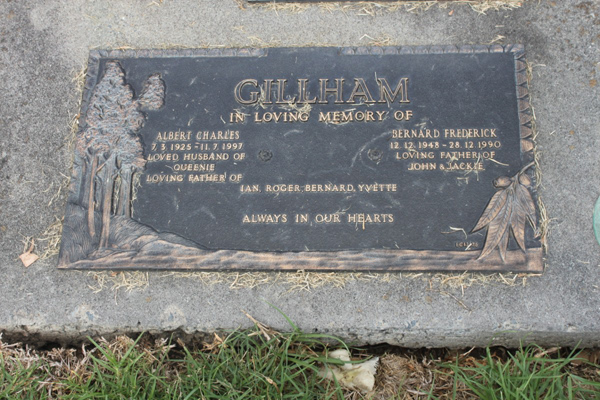 GILLHAM
IN LOVING MEMORY OF
ALBERT CHARLES
7.3.1925 - 11.7.1997
LOVED HUSBAND OF
QUEENIE
LOVING FATHER OF
BERNARD FREDERICK
12.12.1948 - 28.12.1990
LOVING FATHER OF
JOHN & JACKIE
IAN, ROGER, BERNARD, YVETTE
ALWAYS IN OUR HEARTS